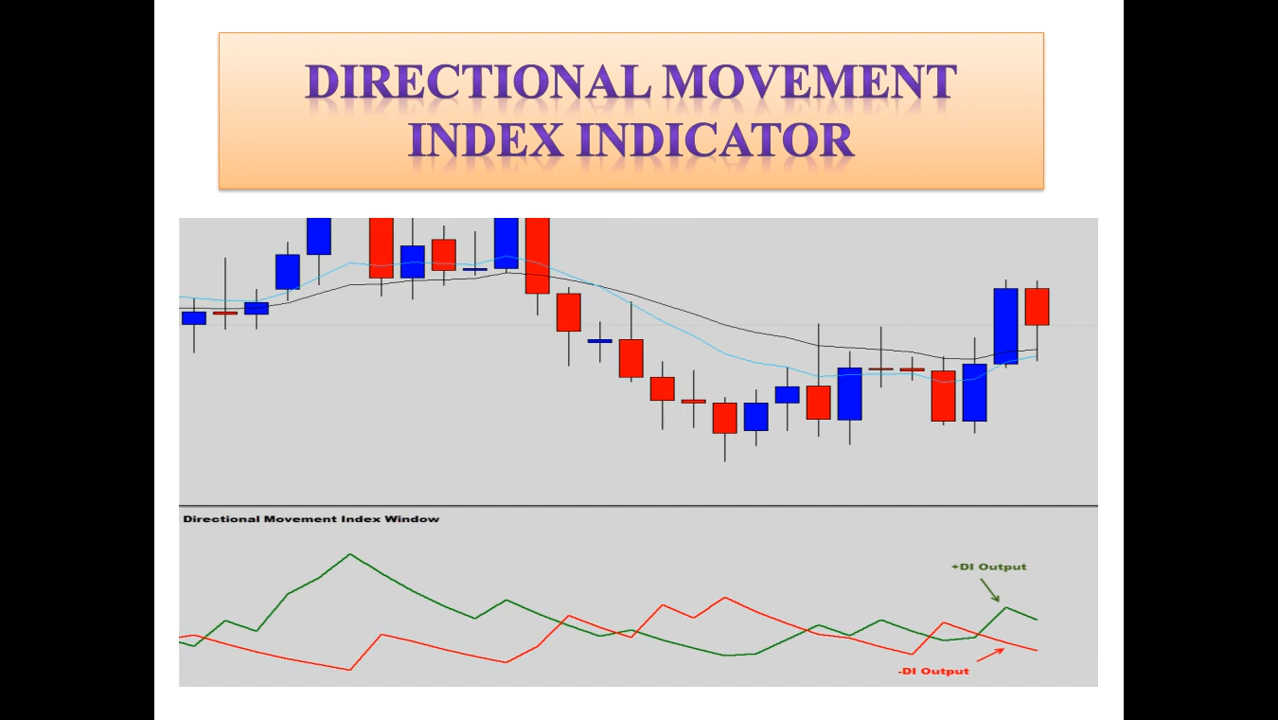 DIRECTIONAL MOVEMENT
INDEX INDICATOR
Directional Movement Index Window
+DI Output
-DI Output